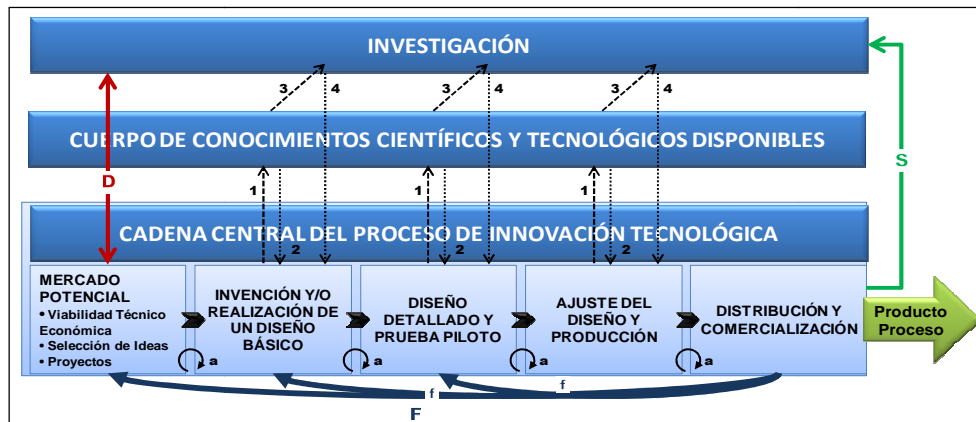 INVESTIGACIÓN
3 4 3 4 3 4
CUERPO DE CONOCIMIENTOS CIENTÍFICOS Y TECNOLÓGICOS DISPONIBLES
D
S
1 1 1
CADENA CENTRAL DEL PROCESO DE INNOVACIÓN TECNOLÓGICA
2 2 2
MERCADO
POTENCIAL
• Viabilidad Técnico
Económica
• Selección de Ideas
• Proyectos
INVENCIÓN Y/O
REALIZACIÓN DE
UN DISEÑO
BÁSICO
DISEÑO
DETALLADO Y
PRUEBA PILOTO
AJUSTE DEL
DISEÑO Y
PRODUCCIÓN
DISTRIBUCIÓN Y
COMERCIALIZACIÓN
Producto
Proceso
a a a a
f f
F